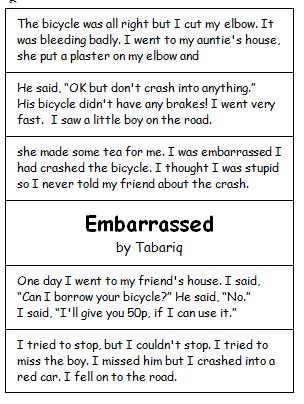 The bicycle was all right but I cut my elbow. It
was bleeding badly. I went to my auntie's house,
she put a plaster on my elbow and
He said, "OK but don't crash into anything."
His bicycle didn't have any brakes! I went very
fast.  I saw a little boy on the road.
she made some tea for me. I was embarrassed I
had crashed the bicycle. I thought I was stupid
so I never told my friend about the crash.
Embarrassed
by Tabariq
One day I went to my friend's house. I said,
"Can I borrow your bicycle?" He said, "No."
I said, "I'll give you 50p, if I can use it."
I tried to stop, but I couldn't stop. I tried to
miss the boy. I missed him but I crashed into a
red car. I fell on to the road.